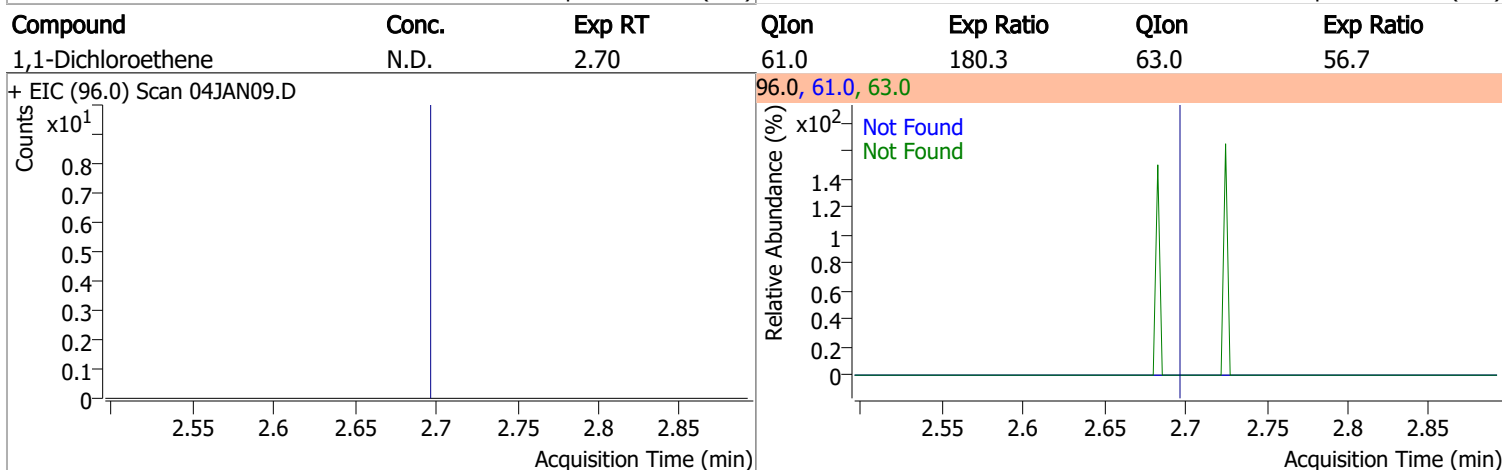 Compound Conc. Exp RT QIon Exp Ratio QIon Exp Ratio
1,1-Dichloroethene N.D. 2.70 61.0 180.3 63.0 56.7
+ EIC (96.0) Scan 04JAN09.D
Counts
x10¹
0.8
0.7
0.6
0.5
0.4
0.3
0.2
0.1
0
2.55 2.6 2.65 2.7 2.75 2.8 2.85
Acquisition Time (min)
96.0, 61.0, 63.0
Relative Abundance (%)
x10²
Not Found
Not Found
1.4
1.2
1
0.8
0.6
0.4
0.2
0
2.55 2.6 2.65 2.7 2.75 2.8 2.85
Acquisition Time (min)